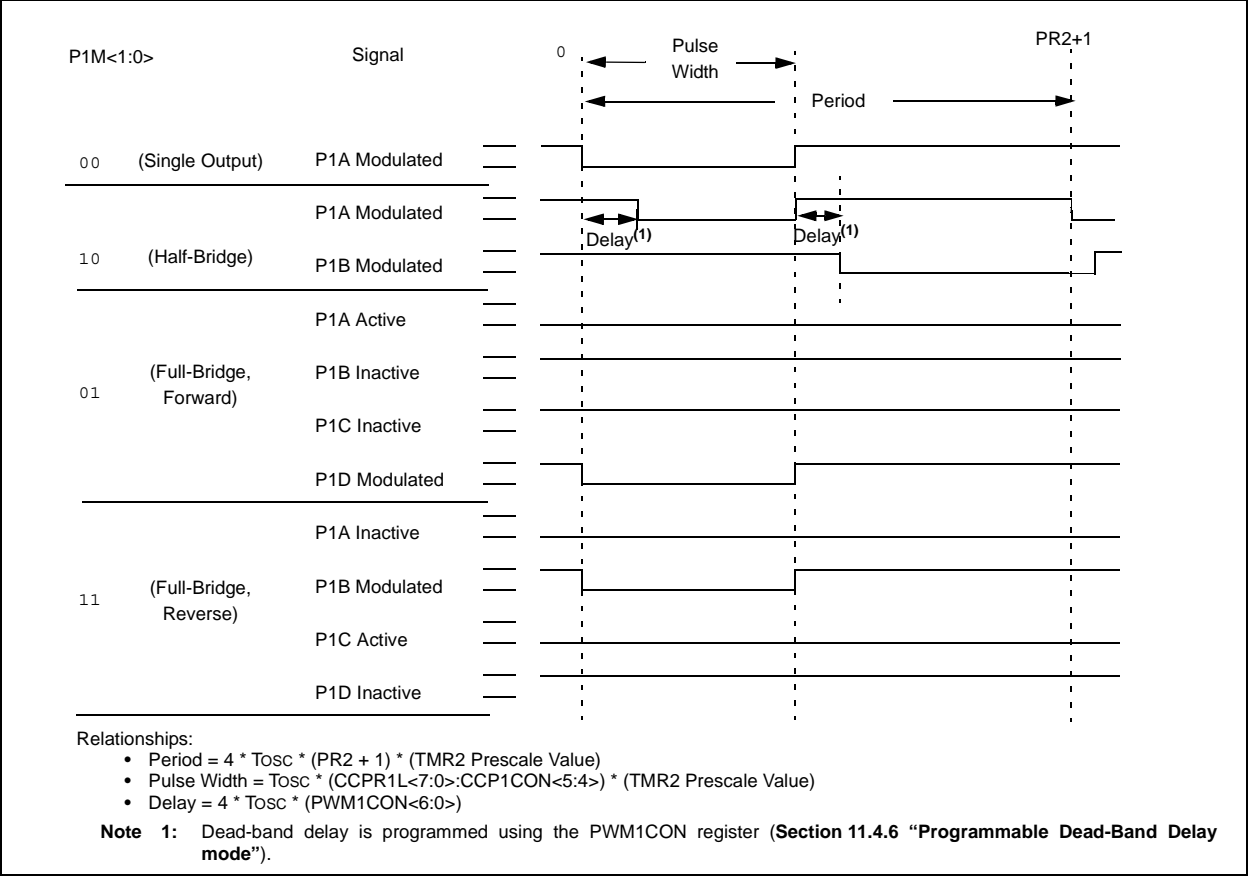 P1M<1:0> Signal 0 Pulse Width PR2+1
Period
00 (Single Output) P1A Modulated
P1A Modulated
Delay(1) Delay(1)
10 (Half-Bridge) P1B Modulated
P1A Active
01 (Full-Bridge, Forward) P1B Inactive
P1C Inactive
P1D Modulated
P1A Inactive
11 (Full-Bridge, Reverse) P1B Modulated
P1C Active
P1D Inactive
Relationships:
• Period = 4 * TOSC * (PR2 + 1) * (TMR2 Prescale Value)
• Pulse Width = TOSC * (CCPR1L<7:0>:CCP1CON<5:4>) * (TMR2 Prescale Value)
• Delay = 4 * TOSC * (PWM1CON<6:0>)
Note 1: Dead-band delay is programmed using the PWM1CON register (Section 11.4.6 “Programmable Dead-Band Delay
mode”).